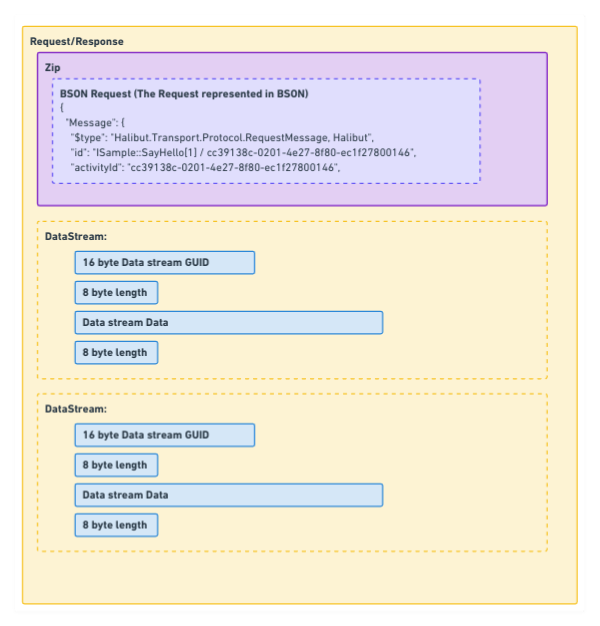 Request/Response
Zip
BSON Request (The Request represented in BSON)
{
"Message": {
"$type": "Halibut.Transport.Protocol.RequestMessage, Halibut",
"id": "ISample::SayHello[1] / cc39138c-0201-4e27-8f80-ec1f27800146",
"activityId": "cc39138c-0201-4e27-8f80-ec1f27800146",
DataStream:
16 byte Data stream GUID
8 byte length
Data stream Data
8 byte length
DataStream:
16 byte Data stream GUID
8 byte length
Data stream Data
8 byte length